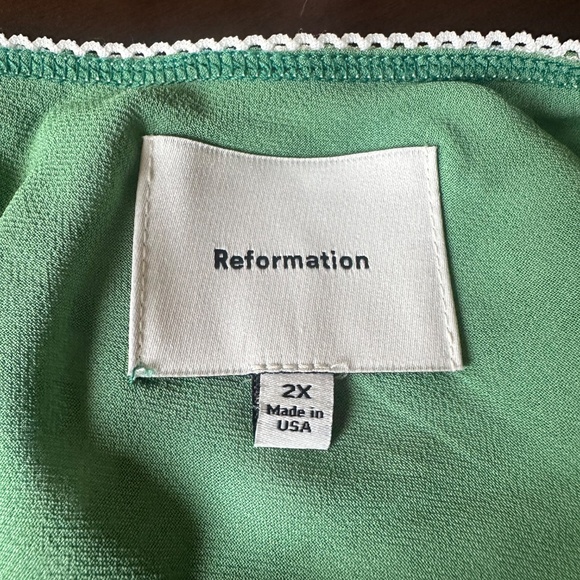 Reformation
2X
Made in
USA